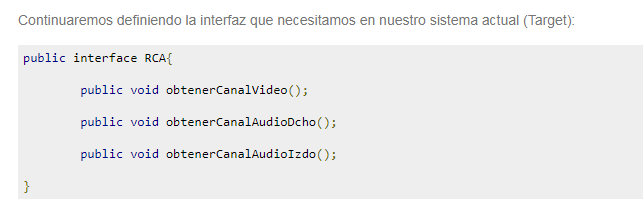 Continuaremos definiendo la interfaz que necesitamos en nuestro sistema actual (Target):
public interface RCA{
public void obtenerCanalVideo();
public void obtenerCanalAudioDcho();
public void obtenerCanalAudioIzdo();
}